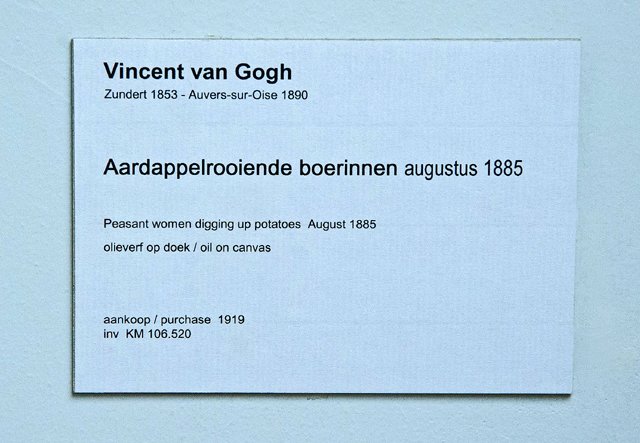 Vincent van Gogh
Zundert 1853 - Auvers-sur-Oise 1890
Aardappelrooiende boerinnen augustus 1885
Peasant women digging up potatoes August 1885
olieverf op doek / oil on canvas
aankoop / purchase 1919
inv KM 106.520